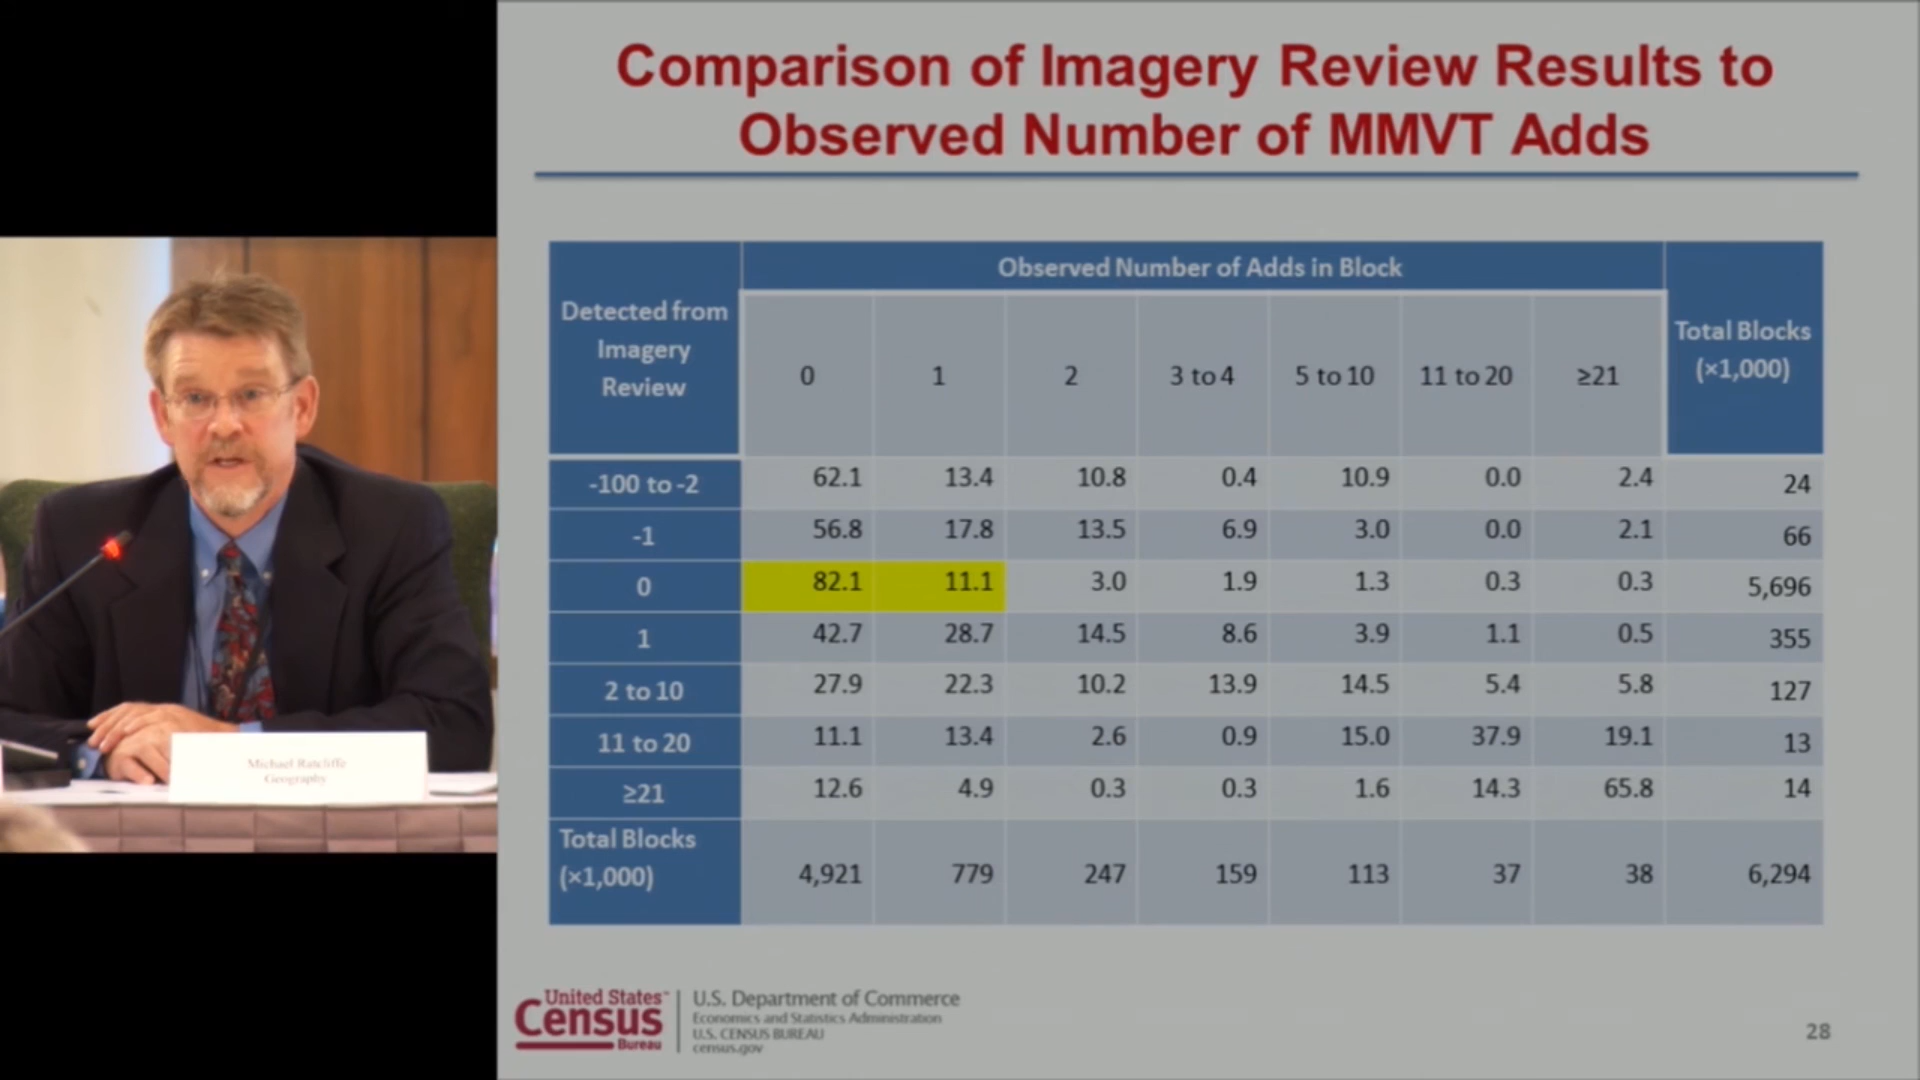 Comparison of Imagery Review Results to
Observed Number of MMVT Adds
Detected from
Imagery
Review
Observed Number of Adds in Block
Total Blocks
(×1,000)
0 1 2 3 to 4 5 to 10 11 to 20 ≥21
-100 to -2 62.1 13.4 10.8 0.4 10.9 0.0 2.4 24
-1 56.8 17.8 13.5 6.9 3.0 0.0 2.1 66
0 82.1 11.1 3.0 1.9 1.3 0.3 0.3 5,696
1 42.7 28.7 14.5 8.6 3.9 1.1 0.5 355
2 to 10 27.9 22.3 10.2 13.9 14.5 5.4 5.8 127
11 to 20 11.1 13.4 2.6 0.9 15.0 37.9 19.1 13
≥21 12.6 4.9 0.3 0.3 1.6 14.3 65.8 14
Total Blocks
(×1,000) 4,921 779 247 159 113 37 38 6,294
Michael Ratcliffe
Geography
United States™
Census
Bureau
U.S. Department of Commerce
Economics and Statistics Administration
U.S. CENSUS BUREAU
census.gov
28